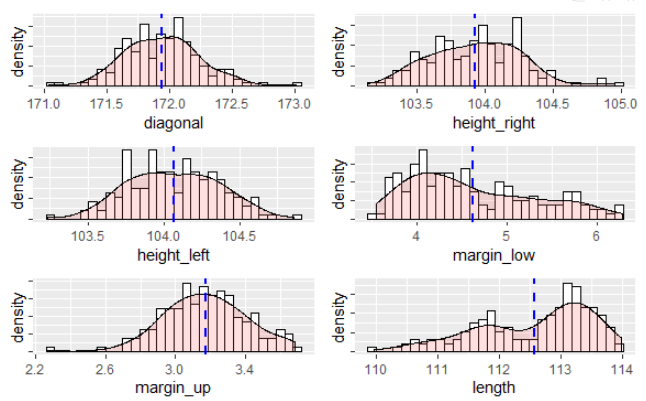 density
171.0 171.5 172.0 172.5 173.0
diagonal
density
103.5 104.0 104.5 105.0
height_right
density
103.5 104.0 104.5
height_left
density
4 5 6
margin_low
density
2.2 2.6 3.0 3.4
margin_up
density
110 111 112 113 114
length